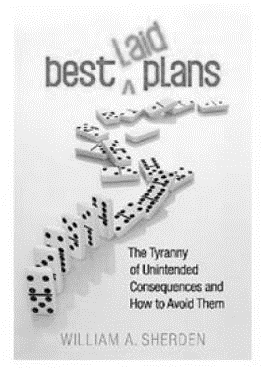 best laid plans
The Tyranny
of Unintended
Consequences and
How to Avoid Them
WILLIAM A. SHERDEN